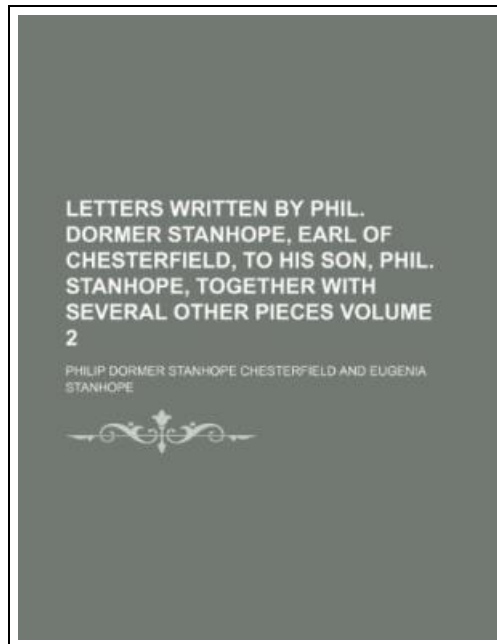 LETTERS WRITTEN BY PHIL.
DORMER STANHOPE, EARL OF
CHESTERFIELD, TO HIS SON, PHIL.
STANHOPE, TOGETHER WITH
SEVERAL OTHER PIECES VOLUME
2
PHILIP DORMER STANHOPE CHESTERFIELD AND EUGENIA
STANHOPE